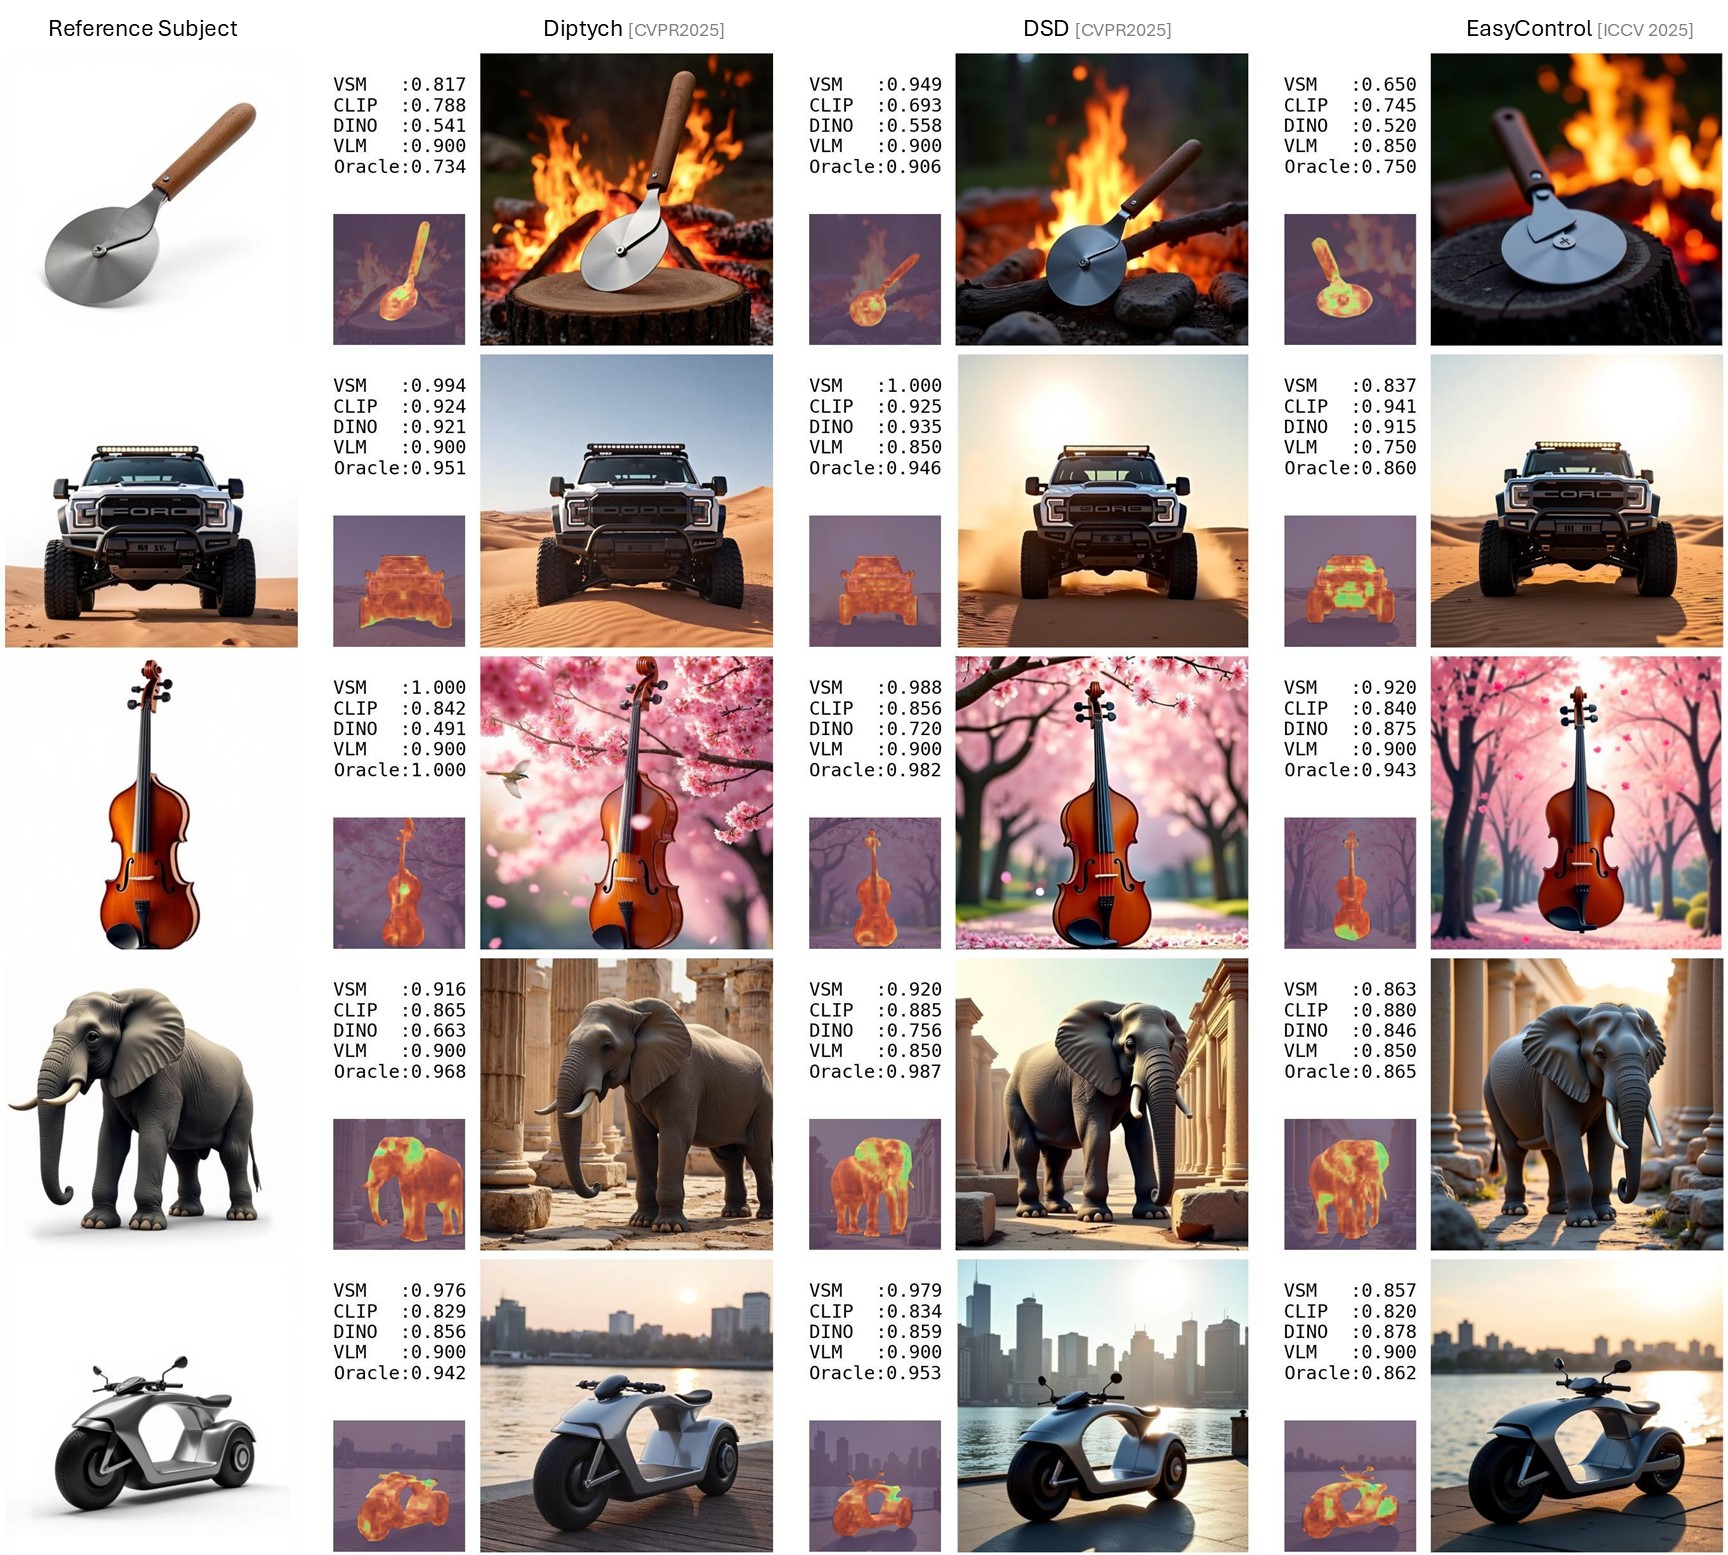 Reference Subject
Diptych [CVPR2025]
DSD [CVPR2025]
EasyControl [ICCV 2025]
VSM :0.817
CLIP :0.788
DINO :0.541
VLM :0.900
Oracle:0.734
VSM :0.949
CLIP :0.693
DINO :0.558
VLM :0.900
Oracle:0.906
VSM :0.650
CLIP :0.745
DINO :0.520
VLM :0.850
Oracle:0.750
FORD
VSM :0.994
CLIP :0.924
DINO :0.921
VLM :0.900
Oracle:0.951
VSM :1.000
CLIP :0.925
DINO :0.935
VLM :0.850
Oracle:0.946
VSM :0.837
CLIP :0.941
DINO :0.915
VLM :0.750
Oracle:0.860
FORD
VSM :1.000
CLIP :0.842
DINO :0.491
VLM :0.900
Oracle:1.000
VSM :0.988
CLIP :0.856
DINO :0.720
VLM :0.900
Oracle:0.982
VSM :0.920
CLIP :0.840
DINO :0.875
VLM :0.900
Oracle:0.943
VSM :0.916
CLIP :0.865
DINO :0.663
VLM :0.900
Oracle:0.968
VSM :0.920
CLIP :0.885
DINO :0.756
VLM :0.850
Oracle:0.987
VSM :0.863
CLIP :0.880
DINO :0.846
VLM :0.850
Oracle:0.865
VSM :0.976
CLIP :0.829
DINO :0.856
VLM :0.900
Oracle:0.942
VSM :0.979
CLIP :0.834
DINO :0.859
VLM :0.900
Oracle:0.953
VSM :0.857
CLIP :0.820
DINO :0.878
VLM :0.900
Oracle:0.862